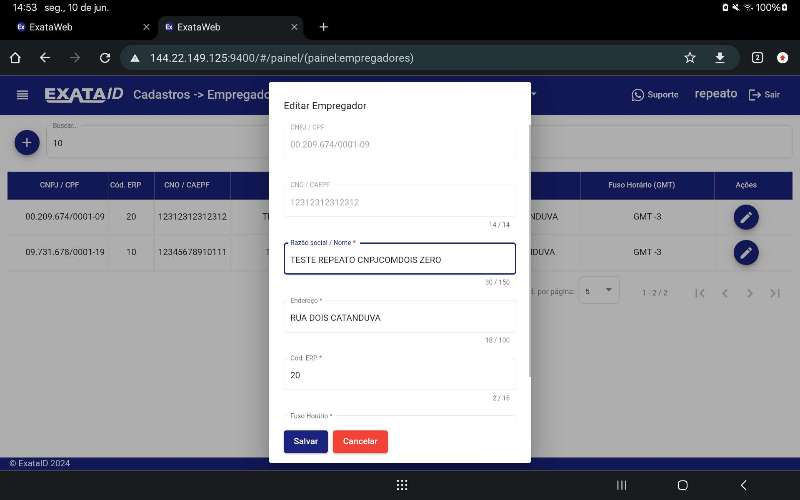 14:53 seg., 10 de jun.
100%
Ex ExataWeb
Ex ExataWeb
144.22.149.125:9400/#/painel/(painel:empregadores)
2
EXATAID Cadastros -> Empregado
Suporte repeato Sair
Editar Empregador
Buscar..
10
CNPJ / CPF
00.209.674/0001-09
CNPJ / CPF Cód. ERP CNO / CAEPF Fuso Horário (GMT) Ações
CNO / CAEPF
12312312312312
14 / 14
00.209.674/0001-09 20 12312312312312 NDUVA GMT -3
09.731.678/0001-19 10 12345678910111 NDUVA GMT -3
Razão social / Nome *
TESTE REPEATO CNPJCOMDOIS ZERO
30 / 150
por página: 5 1 - 2 / 2
Endereço *
RUA DOIS CATANDUVA
18 / 100
Cód. ERP *
20
2 / 16
Fuso Horário *
Salvar Cancelar
© ExataID 2024